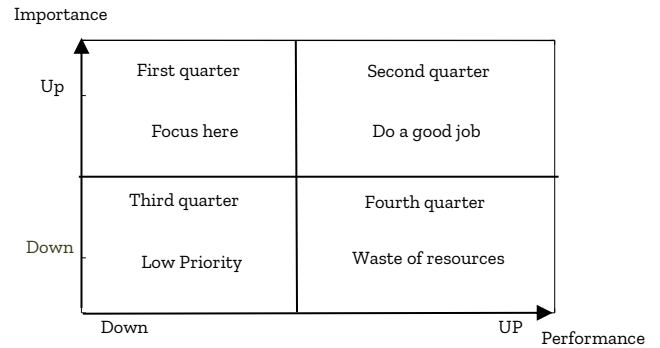 Importance
Up
First quarter
Second quarter
Focus here
Do a good job
Third quarter
Fourth quarter
Down
Low Priority
Waste of resources
Down
UP
Performance